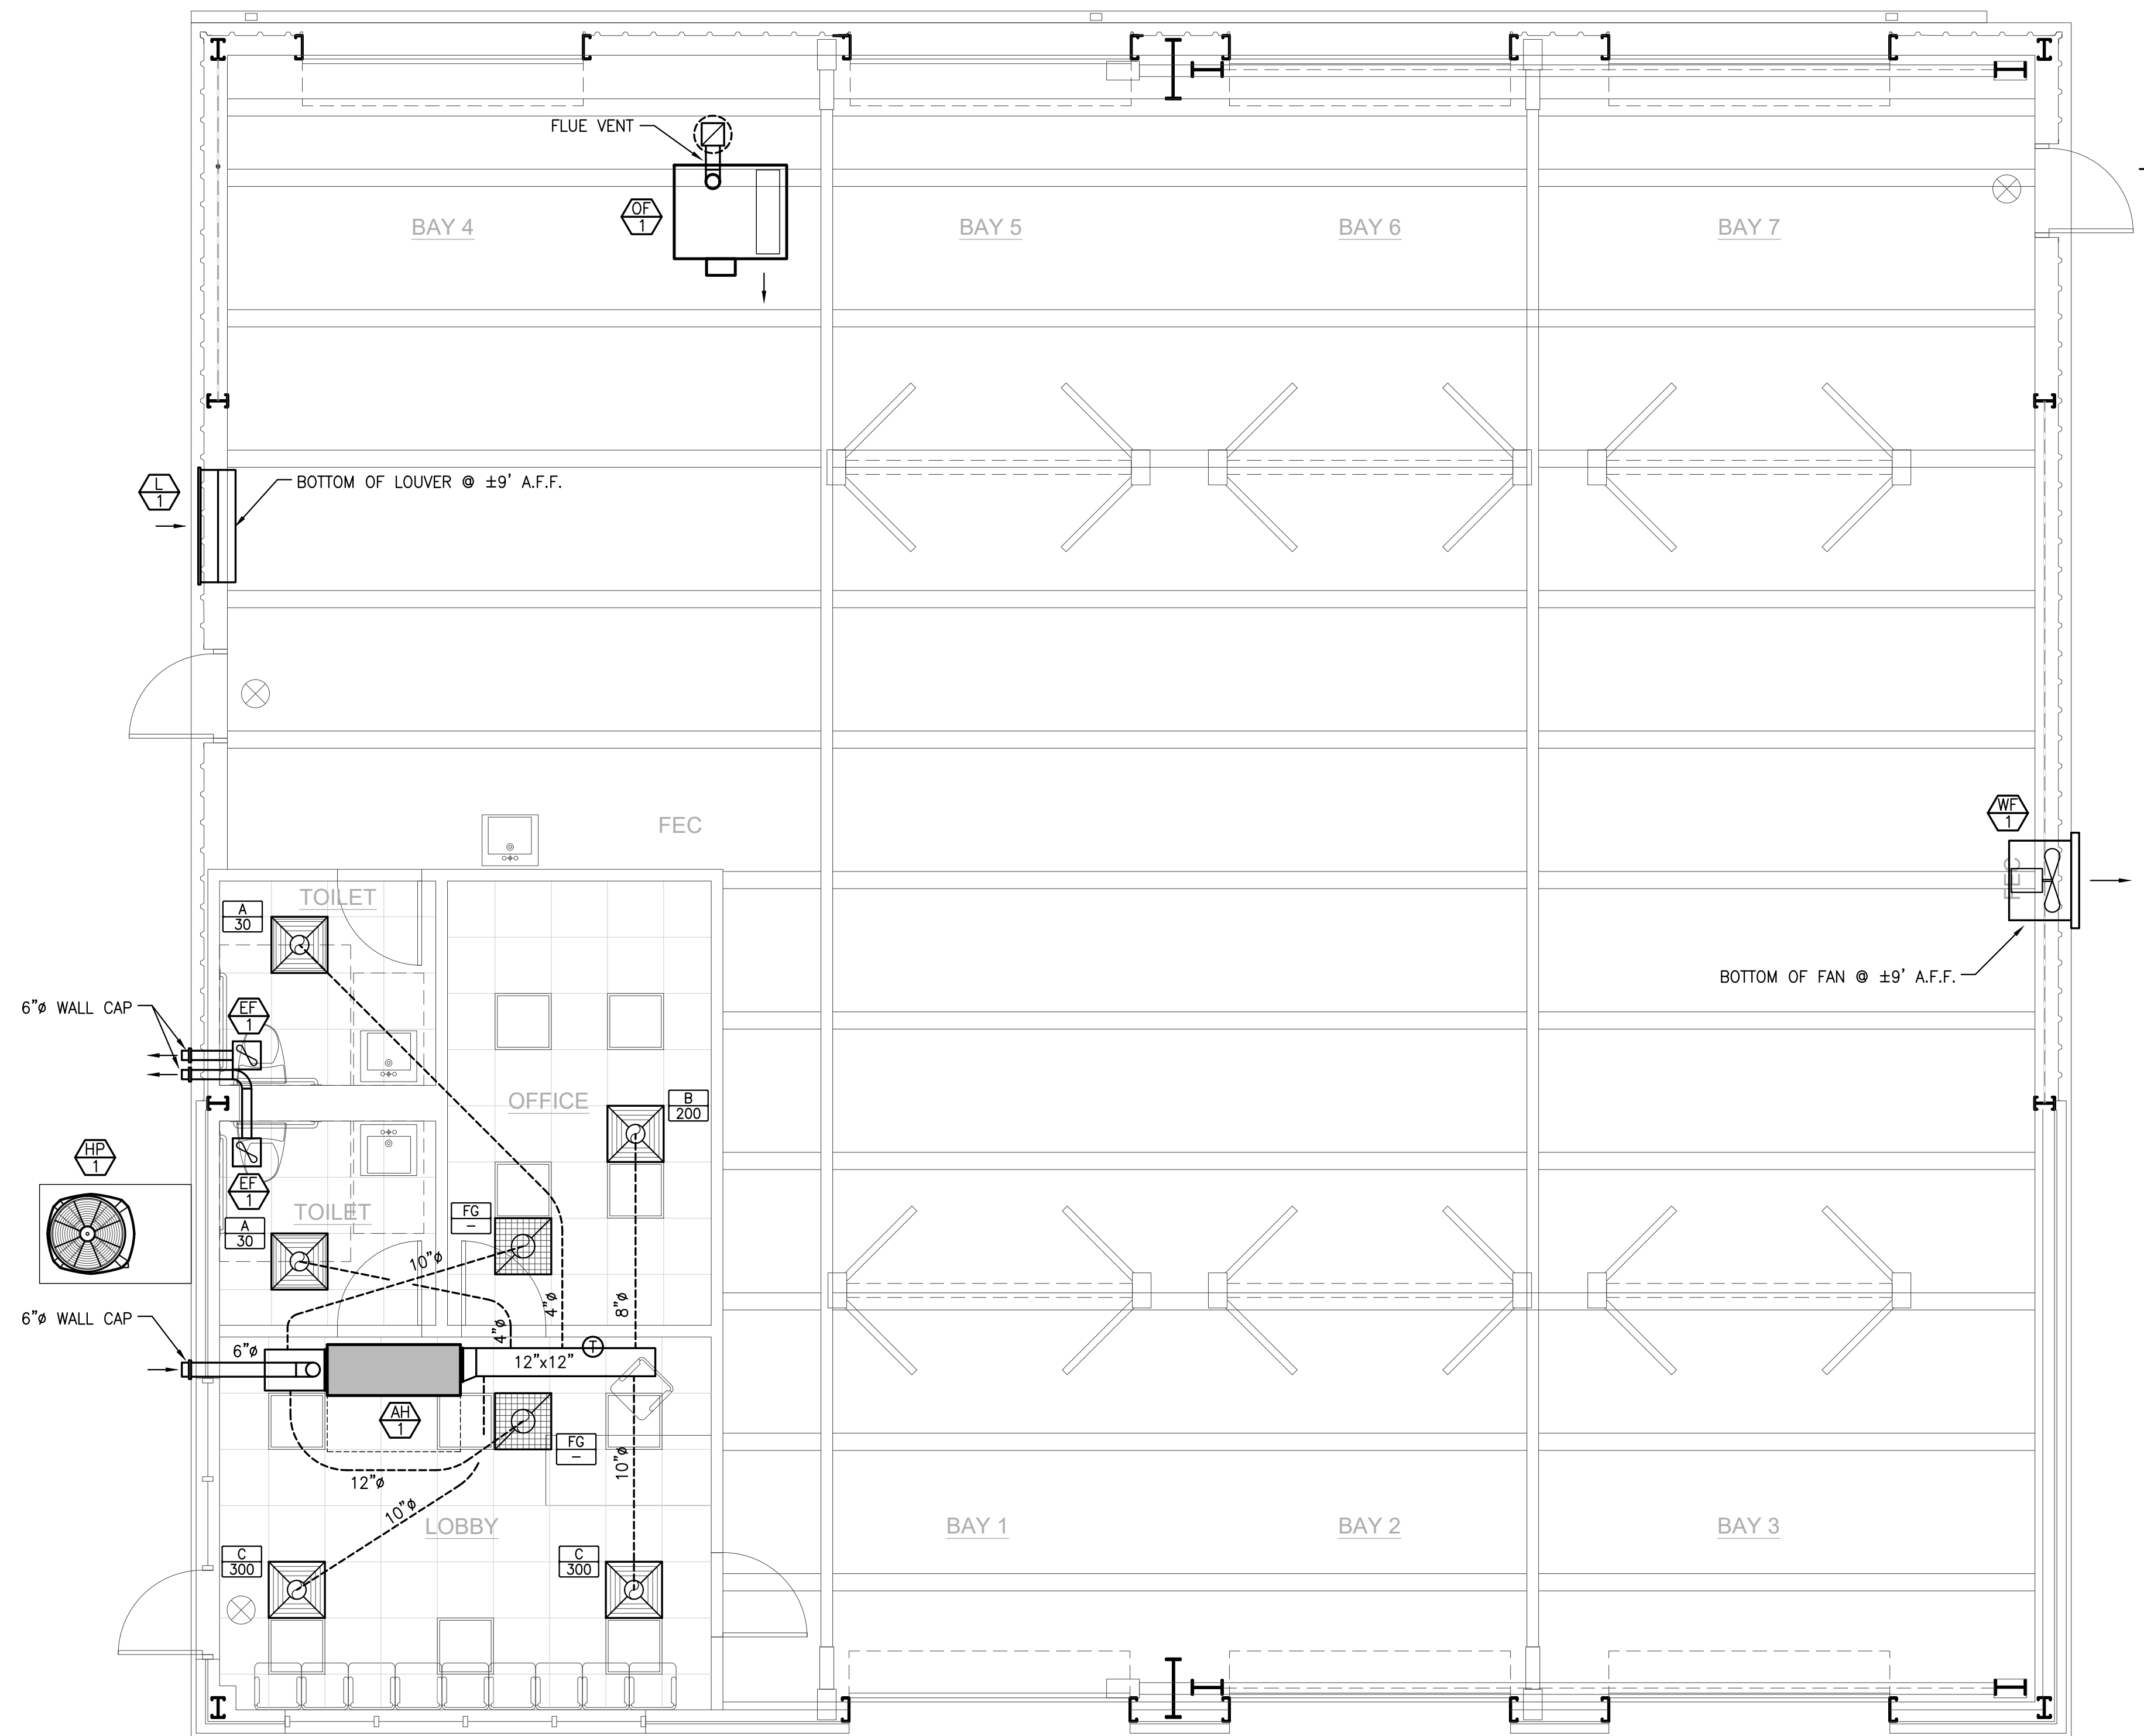 FLUE VENT
OF
1
BAY 4
BAY 5
BAY 6
BAY 7
L
1
BOTTOM OF LOUVER @ ±9' A.F.F.
FEC
WF
1
FEC
BOTTOM OF FAN @ ±9' A.F.F.
TOILET
A
30
6"ø WALL CAP
EF
1
OFFICE
B
200
HP
1
EF
1
TOILET
A
30
FG
–
10"ø
4"ø
8"ø
4"ø
6"ø WALL CAP
6"ø
12"x12"
T
AH
1
FG
–
12"ø
10"ø
10"ø
LOBBY
BAY 1
BAY 2
BAY 3
C
300
C
300